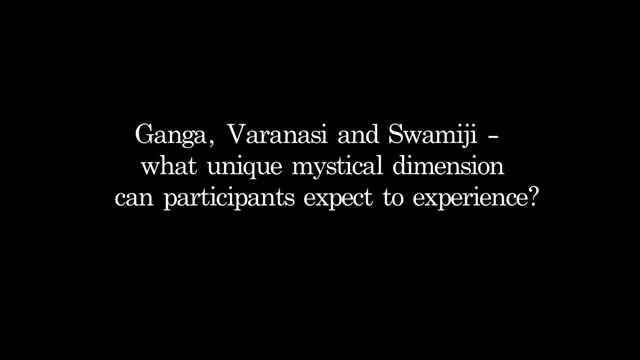 Ganga, Varanasi and Swamiji -
what unique mystical dimension
can participants expect to experience?